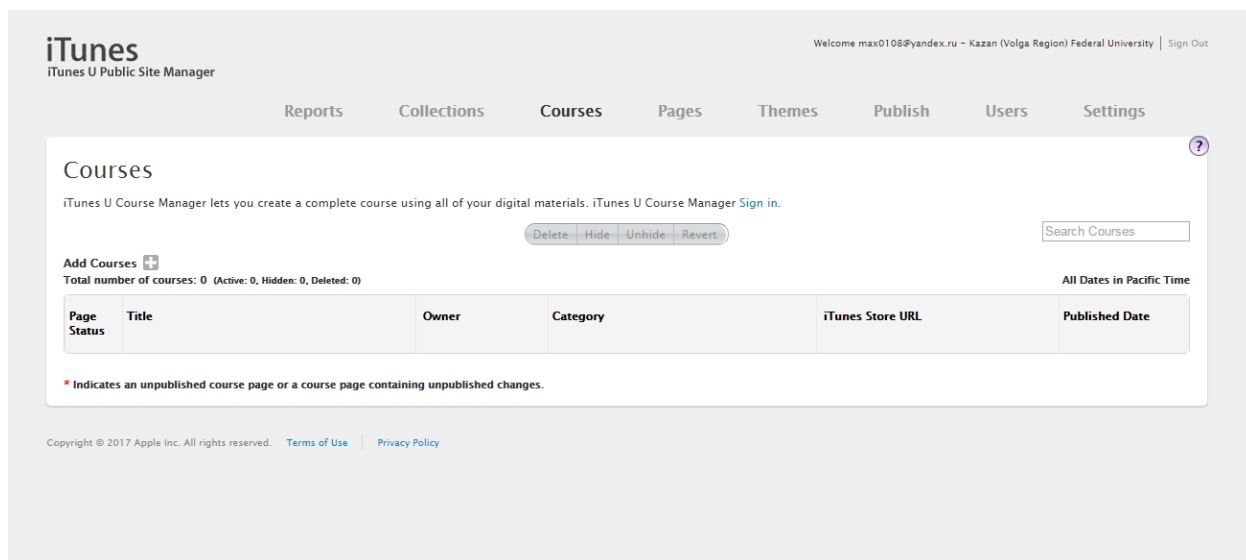 iTunes
iTunes U Public Site Manager
Welcome max0108@yandex.ru - Kazan (Volga Region) Federal University | Sign Out
Reports Collections Courses Pages Themes Publish Users Settings
?
Courses
iTunes U Course Manager lets you create a complete course using all of your digital materials. iTunes U Course Manager Sign in.
Delete Hide Unhide Revert
Search Courses
Add Courses +
Total number of courses: 0 (Active: 0, Hidden: 0, Deleted: 0)
All Dates in Pacific Time
Page Title Owner Category iTunes Store URL Published Date
Status
* Indicates an unpublished course page or a course page containing unpublished changes.
Copyright © 2017 Apple Inc. All rights reserved. Terms of Use | Privacy Policy